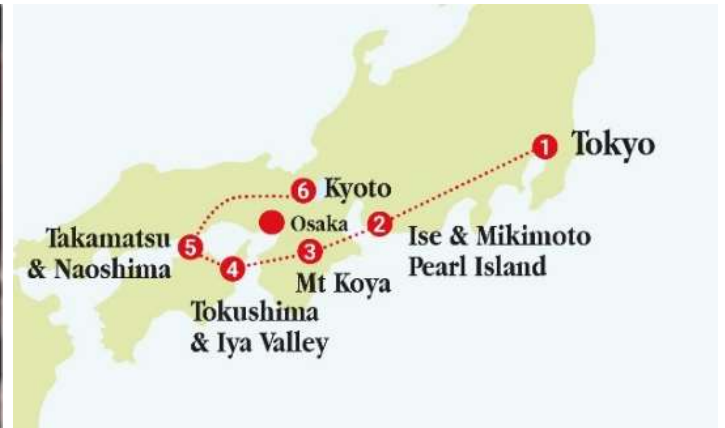 1 Tokyo
6 Kyoto
Osaka
2 Ise & Mikimoto
Pearl Island
3
Mt Koya
Takamatsu
& Naoshima
5
4
Tokushima
& Iya Valley